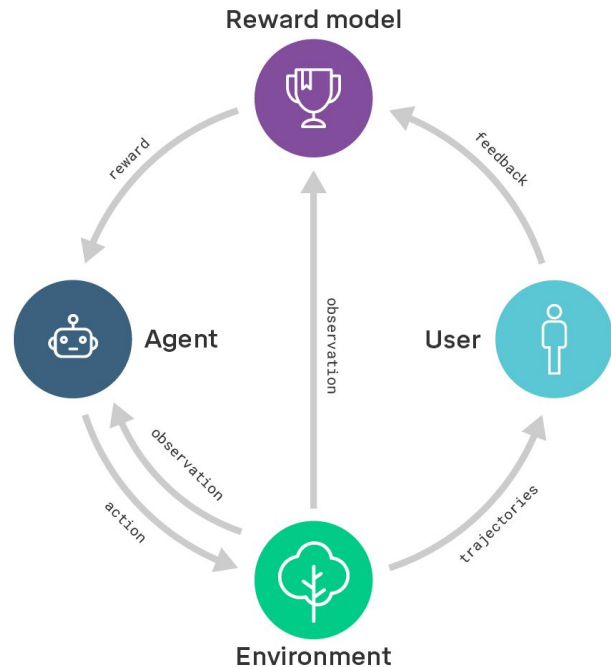 Reward model
reward
feedback
observation
Agent
User
observation
action
trajectories
Environment